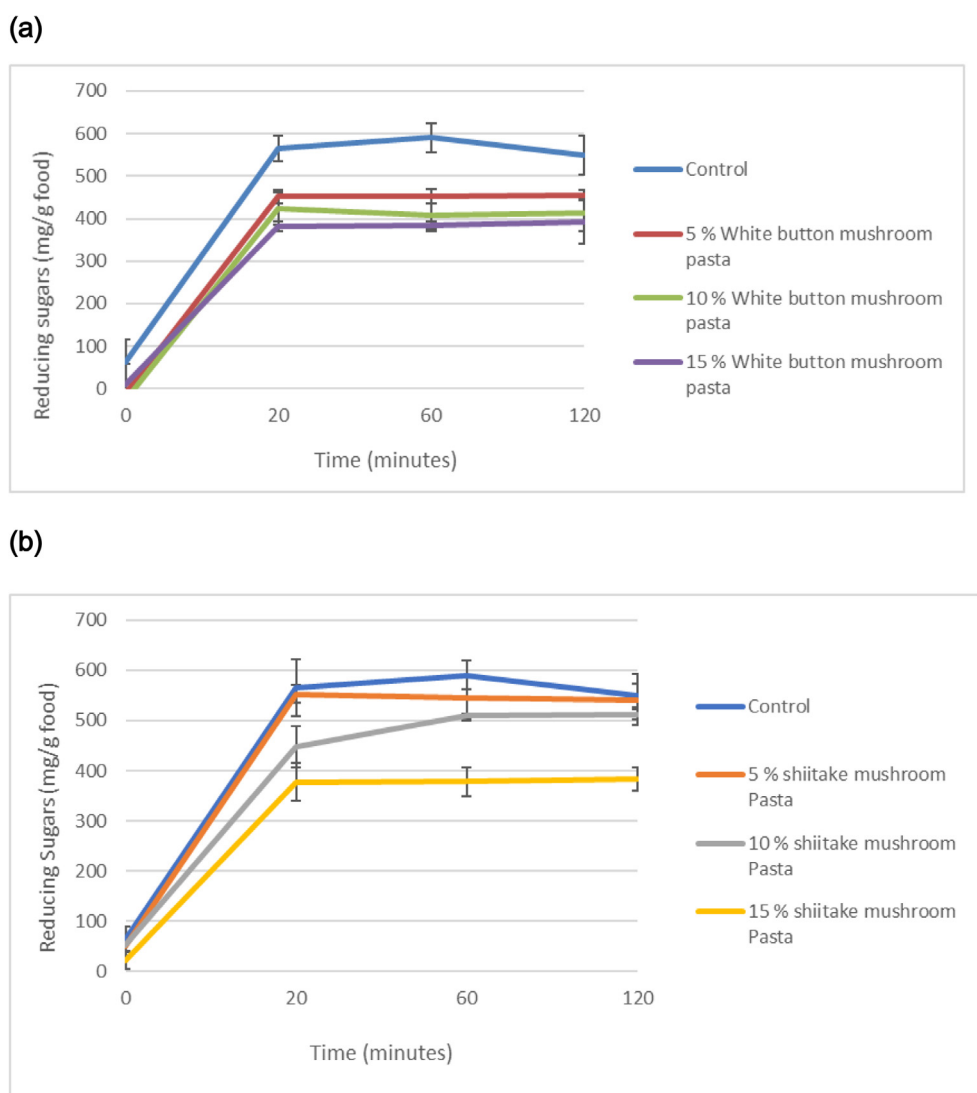 (a)
Reducing sugars (mg/g food)
700
600
500
400
300
200
100
0
0 20 60 120
Time (minutes)
Control
5 % White button mushroom
pasta
10 % White button mushroom
pasta
15 % White button mushroom
pasta
(b)
Reducing Sugars (mg/g food)
700
600
500
400
300
200
100
0
0 20 60 120
Time (minutes)
Control
5 % shiitake mushroom
Pasta
10 % shiitake mushroom
Pasta
15 % shiitake mushroom
Pasta